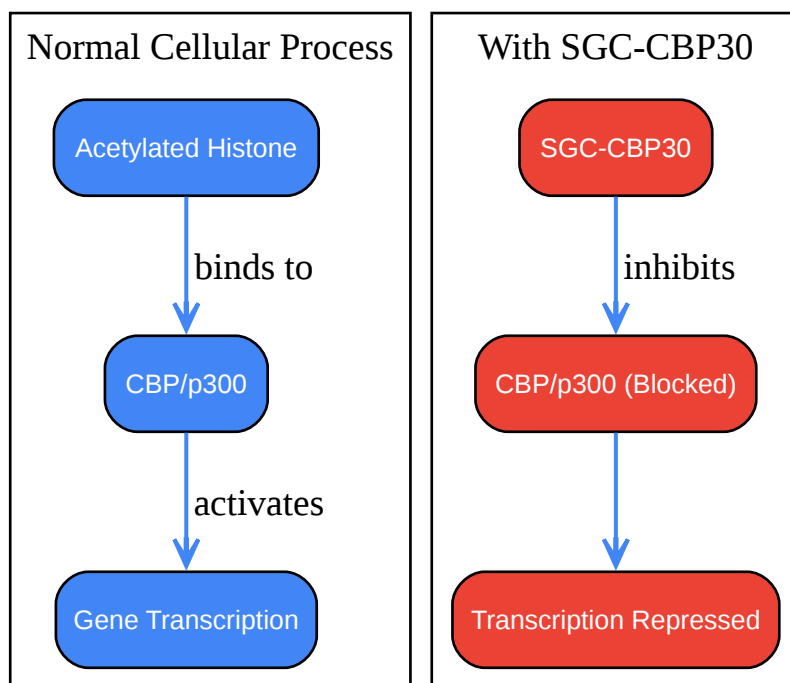 Normal Cellular Process
Acetylated Histone
binds to
CBP/p300
activates
Gene Transcription
With SGC-CBP30
SGC-CBP30
inhibits
CBP/p300 (Blocked)
Transcription Repressed